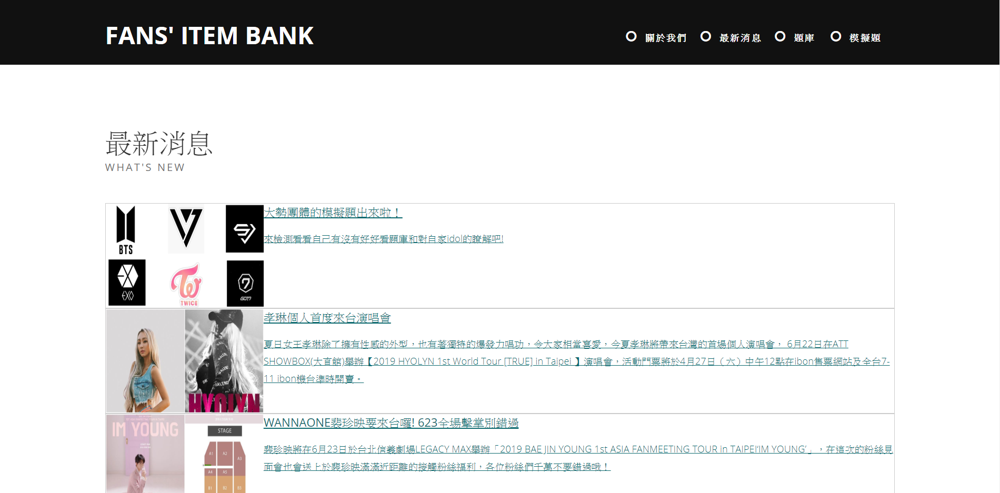 FANS' ITEM BANK
關於我們
最新消息
題庫
模擬題
最新消息
WHAT'S NEW
BTS
EXO
TWICE
GOT7
大勢團體的模擬題出來啦！
來檢測看看自己有沒有好好看題庫和對自家idol的瞭解吧!
HYOLYN
孝琳個人首度來台演唱會
夏日女王孝琳除了擁有性感的外型，也有著獨特的爆發力唱功，令大家相當喜愛，今夏孝琳將帶來台灣的首場個人演唱會， 6月22日在ATT
SHOWBOX(大直館)舉辦【2019 HYOLYN 1st World Tour [TRUE] in Taipei 】演唱會，活動門票將於4月27日（六）中午12點在ibon售票網站及全台7-
11 ibon機台準時開賣。
IM YOUNG
STAGE
A1 A2 A3
A4 A5
B1 B2 B3
WANNAONE裴珍映要來台囉! 623全場擊掌別錯過
裴珍映將在6月23日於台北信義劇場LEGACY MAX舉辦「2019 BAE JIN YOUNG 1st ASIA FANMEETING TOUR in TAIPEI‘IM YOUNG’」，在這次的粉絲見
面會也會送上於裴珍映滿滿近距離的接觸粉絲福利，各位粉絲們千萬不要錯過哦！